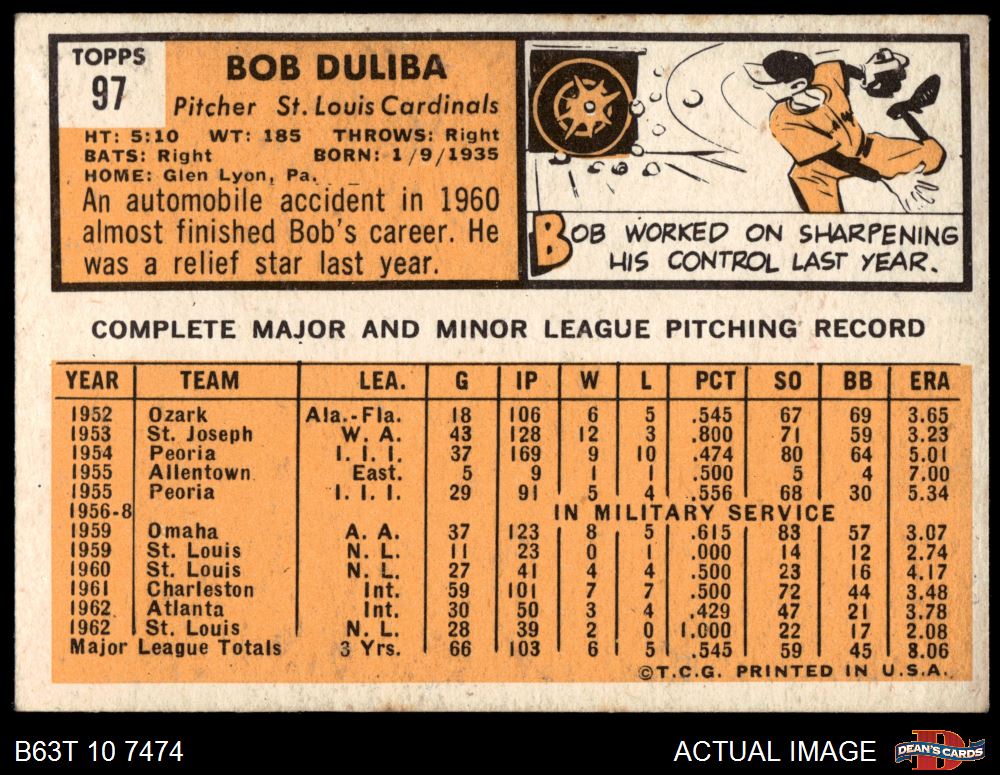 TOPPS
97
BOB DULIBA
Pitcher St. Louis Cardinals
HT: 5:10 WT: 185 THROWS: Right
BATS: Right BORN: 1/9/1935
HOME: Glen Lyon, Pa.
An automobile accident in 1960
almost finished Bob's career. He
was a relief star last year.
BOB WORKED ON SHARPENING
HIS CONTROL LAST YEAR.
COMPLETE MAJOR AND MINOR LEAGUE PITCHING RECORD
YEAR TEAM LEA. G IP W L PCT SO BB ERA
1952 Ozark Ala.-Fla. 18 106 6 5 .545 67 69 3.65
1953 St. Joseph W. A. 43 128 12 3 .800 71 59 3.23
1954 Peoria I. I. I. 37 169 9 10 .474 80 64 5.01
1955 Allentown East. 5 9 1 1 .500 5 4 7.00
1955 Peoria I. I. I. 29 91 5 4 .556 68 30 5.34
1956-8 IN MILITARY SERVICE
1959 Omaha A. A. 37 123 8 5 .615 83 57 3.07
1959 St. Louis N. L. 11 23 0 1 .000 14 12 2.74
1960 St. Louis N. L. 27 41 4 4 .500 23 16 4.17
1961 Charleston Int. 59 101 7 7 .500 72 44 3.48
1962 Atlanta Int. 30 50 3 4 .429 47 21 3.78
1962 St. Louis N. L. 28 39 2 0 1.000 22 17 2.08
Major League Totals 3 Yrs. 66 103 6 5 .545 59 45 3.06
©T.C.G. PRINTED IN U.S.A.
B63T 10 7474 ACTUAL IMAGE DEAN'S CARDS